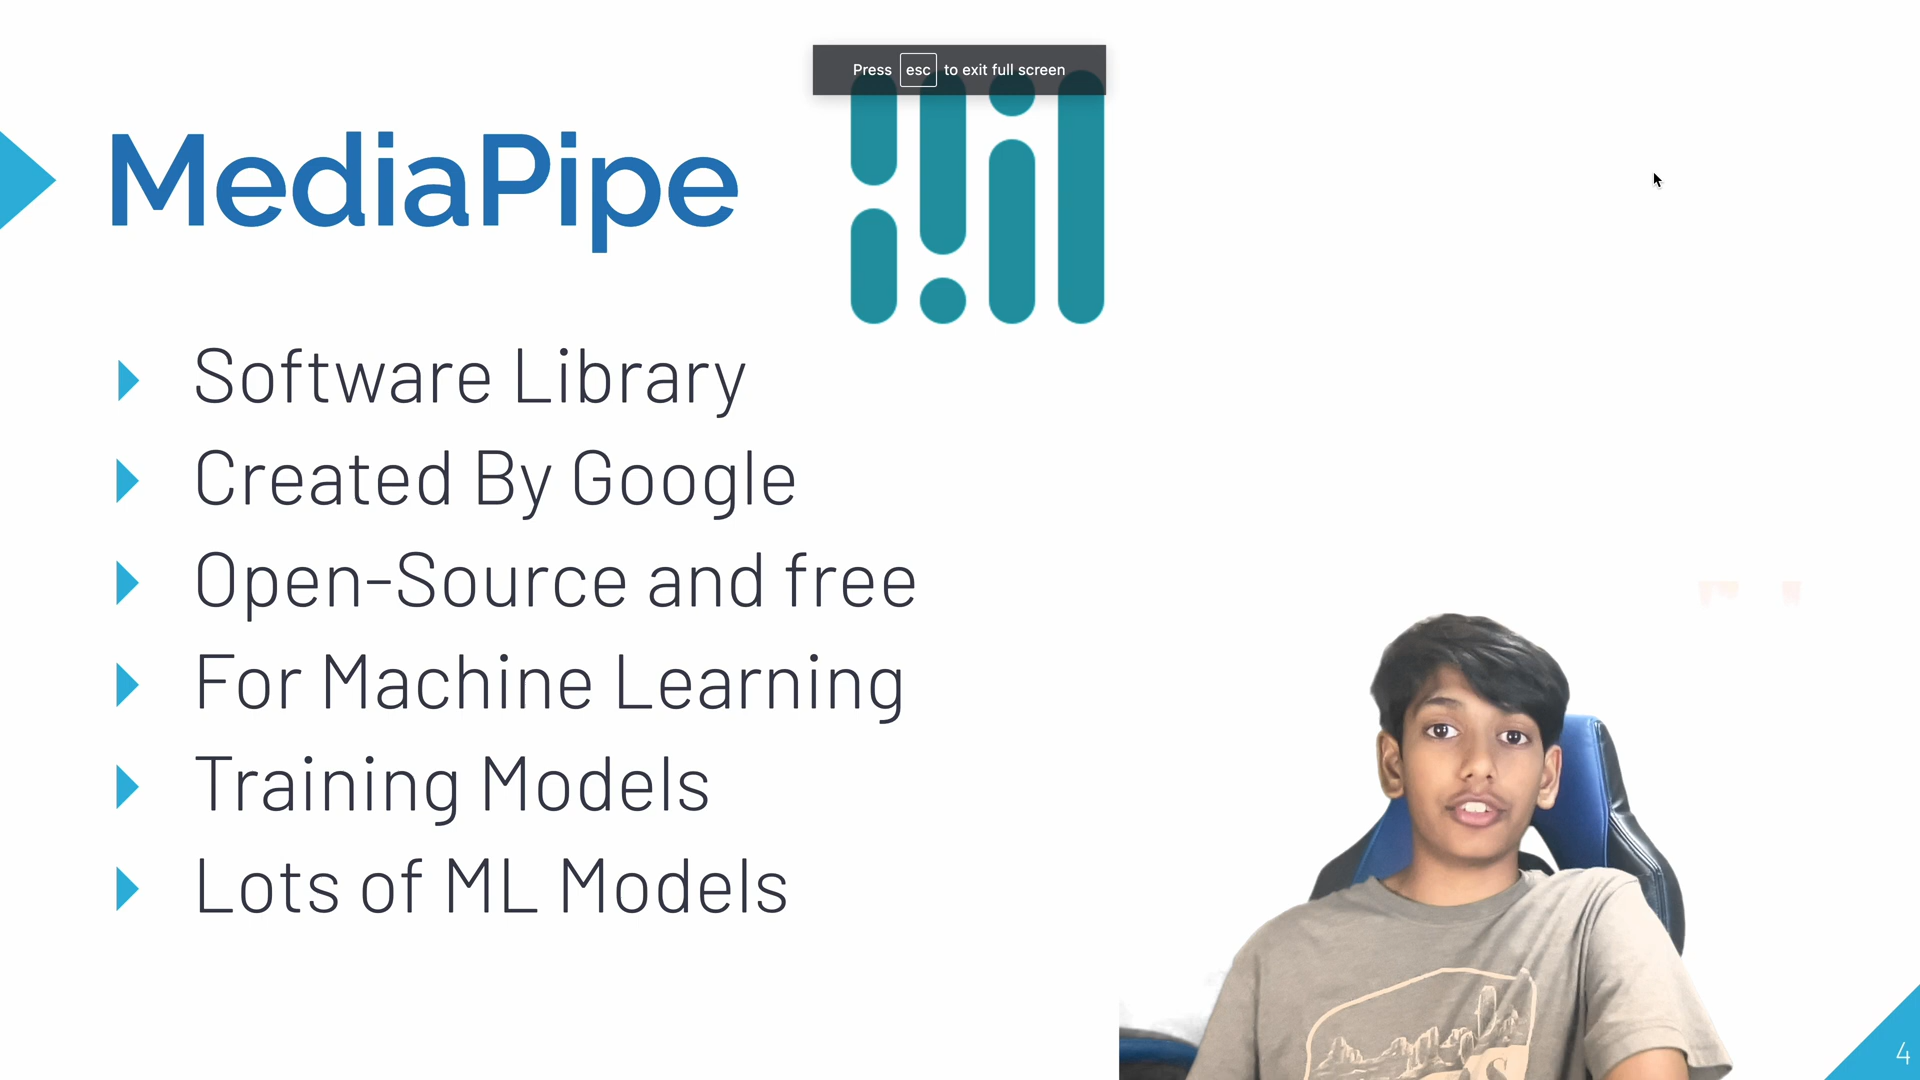 Press esc to exit full screen
MediaPipe
Software Library
Created By Google
Open-Source and free
For Machine Learning
Training Models
Lots of ML Models
4